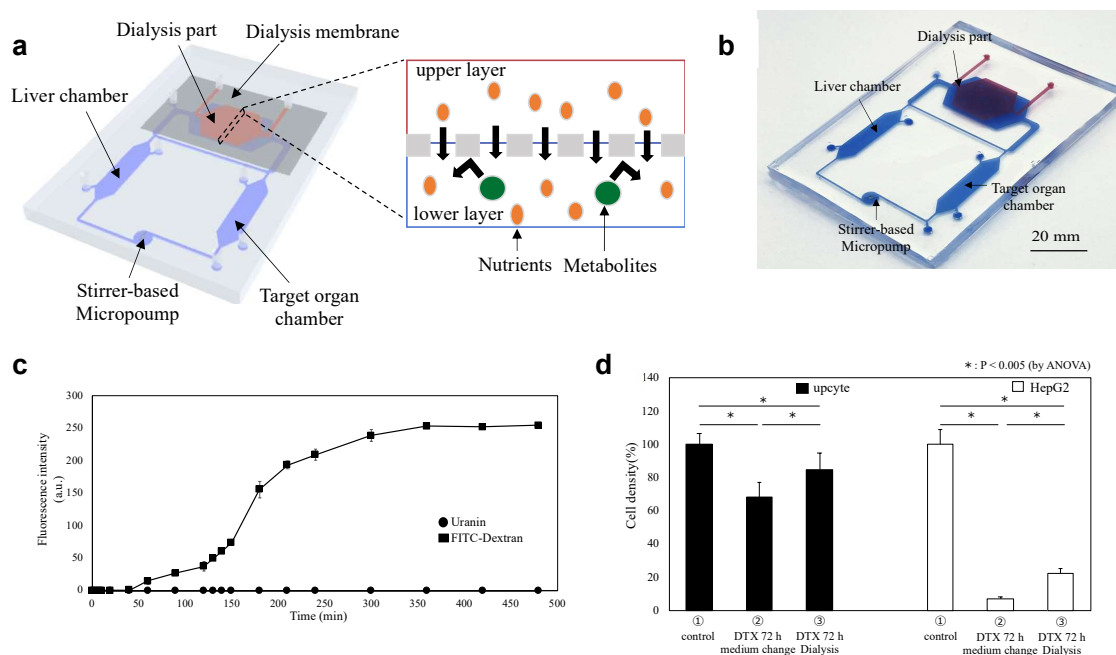 a
Dialysis part
Dialysis membrane
Liver chamber
Stirrer-based
Micropoump
Target organ
chamber
upper layer
lower layer
Nutrients
Metabolites
b
Dialysis part
Liver chamber
Target organ
chamber
Stirrer-based
Micropump
20 mm
c
Fluorescence intensity
(a.u.)
300
250
200
150
100
50
0
0 50 100 150 200 250 300 350 400 450 500
Time (min)
Uranin
FITC-Dextran
d
* : P < 0.005 (by ANOVA)
Cell density(%)
140
120
100
80
60
40
20
0
upcyte
HepG2
* * *
* * *
① ② ③ ① ② ③
control DTX 72 h DTX 72 h control DTX 72 h DTX 72 h
medium change Dialysis medium change Dialysis